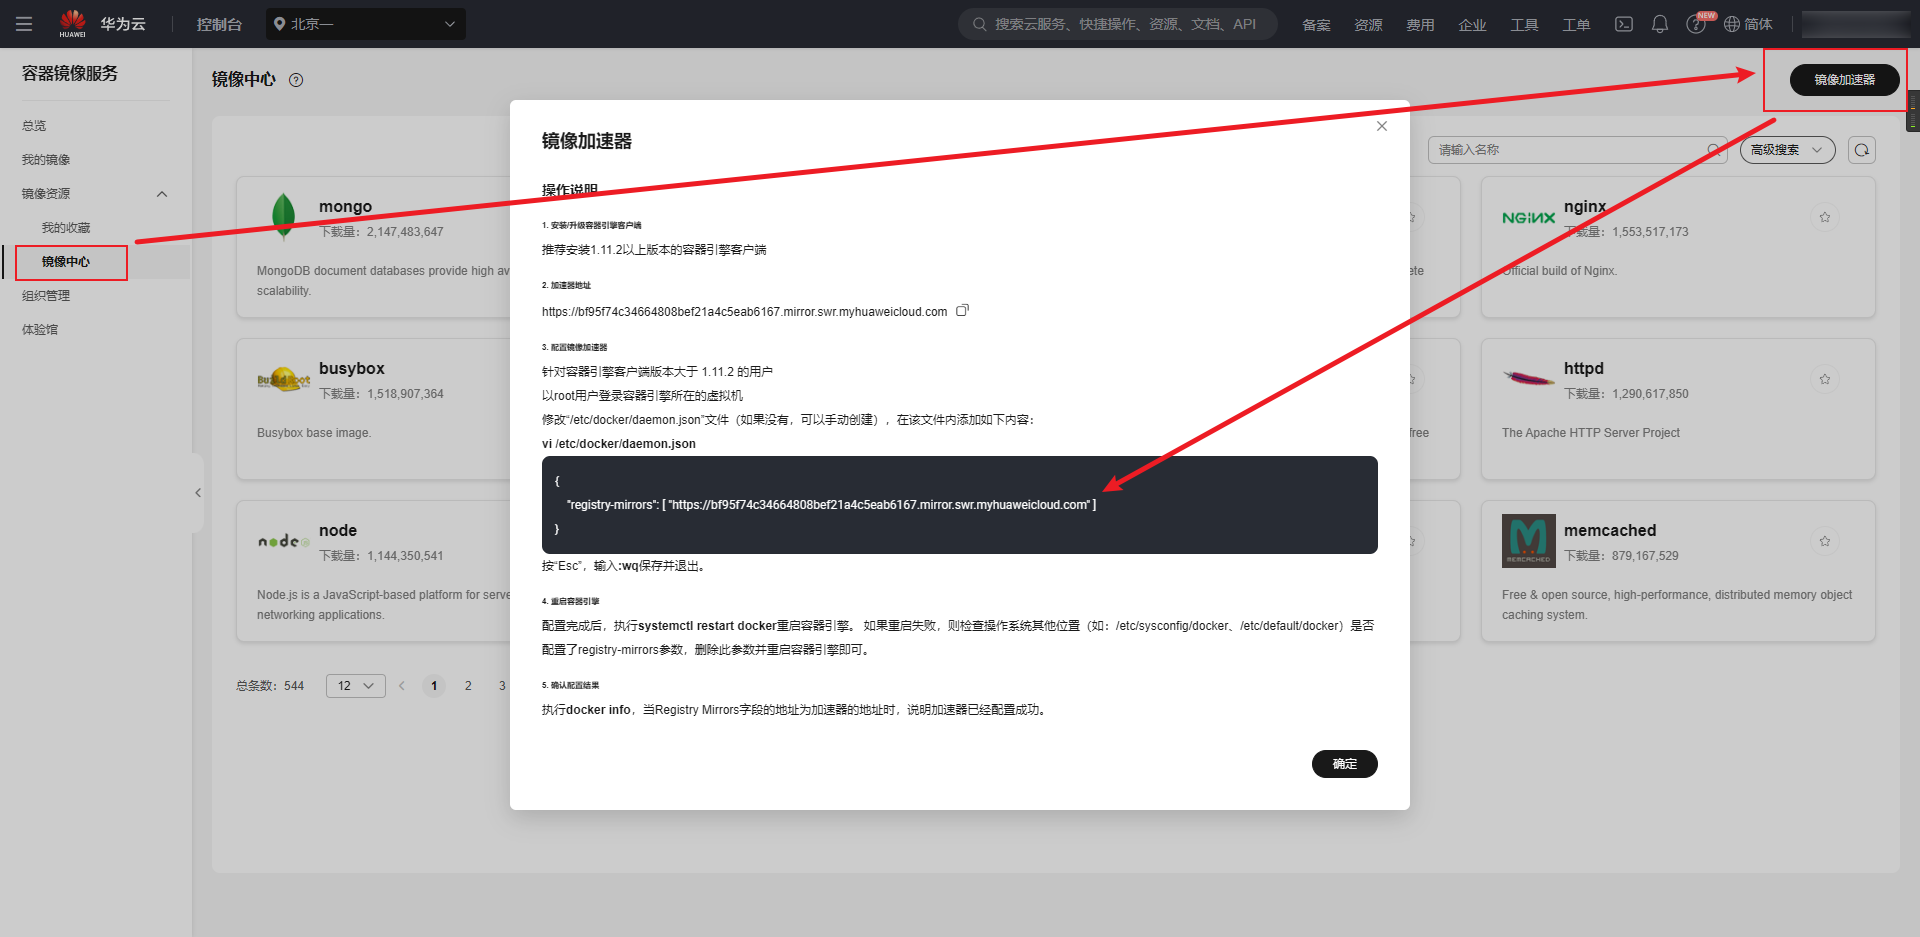 HUAWEI
华为云
控制台
北京一
搜索云服务、快捷操作、资源、文档、API
备案
资源
费用
企业
工具
工单
NEW
简体
容器镜像服务
总览
我的镜像
镜像资源
我的收藏
镜像中心
组织管理
体验馆
镜像中心
镜像加速器
请输入名称
高级搜索
mongo
下载量：2,147,483,647
MongoDB document databases provide high av
scalability.
nginx
NGINX
下载量：1,553,517,173
Official build of Nginx.
ete
busybox
下载量：1,518,907,364
Busybox base image.
free
httpd
下载量：1,290,617,850
The Apache HTTP Server Project
node
node
下载量：1,144,350,541
Node.js is a JavaScript-based platform for serve
networking applications.
memcached
MEMCACHED
下载量：879,167,529
Free & open source, high-performance, distributed memory object
caching system.
总条数：544
12
1
2
3
镜像加速器
操作说明
1. 安装/升级容器引擎客户端
推荐安装1.11.2以上版本的容器引擎客户端
2. 加速器地址
https://bf95f74c34664808bef21a4c5eab6167.mirror.swr.myhuaweicloud.com
3. 配置镜像加速器
针对容器引擎客户端版本大于 1.11.2 的用户
以root用户登录容器引擎所在的虚拟机
修改“/etc/docker/daemon.json”文件（如果没有，可以手动创建），在该文件内添加如下内容：
vi /etc/docker/daemon.json
{
"registry-mirrors": [ "https://bf95f74c34664808bef21a4c5eab6167.mirror.swr.myhuaweicloud.com" ]
}
按“Esc”，输入:wq保存并退出。
4. 重启容器引擎
配置完成后，执行systemctl restart docker重启容器引擎。 如果重启失败，则检查操作系统其他位置（如：/etc/sysconfig/docker、/etc/default/docker）是否
配置了registry-mirrors参数，删除此参数并重启容器引擎即可。
5. 确认配置结果
执行docker info，当Registry Mirrors字段的地址为加速器的地址时，说明加速器已经配置成功。
确定